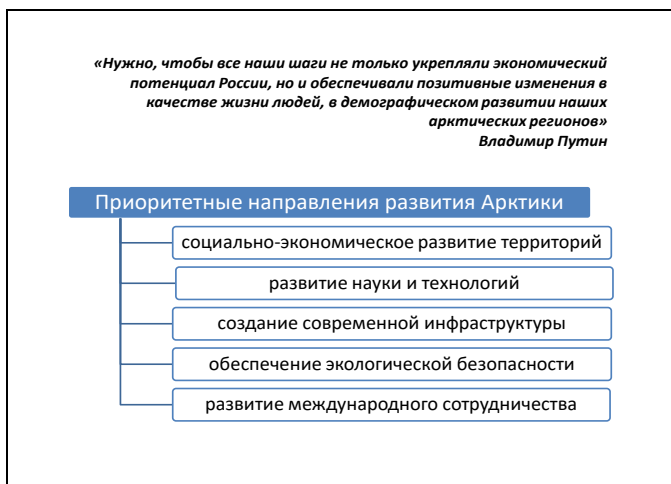 «Нужно, чтобы все наши шаги не только укрепляли экономический
потенциал России, но и обеспечивали позитивные изменения в
качестве жизни людей, в демографическом развитии наших
арктических регионов»
Владимир Путин
Приоритетные направления развития Арктики
социально-экономическое развитие территорий
развитие науки и технологий
создание современной инфраструктуры
обеспечение экологической безопасности
развитие международного сотрудничества